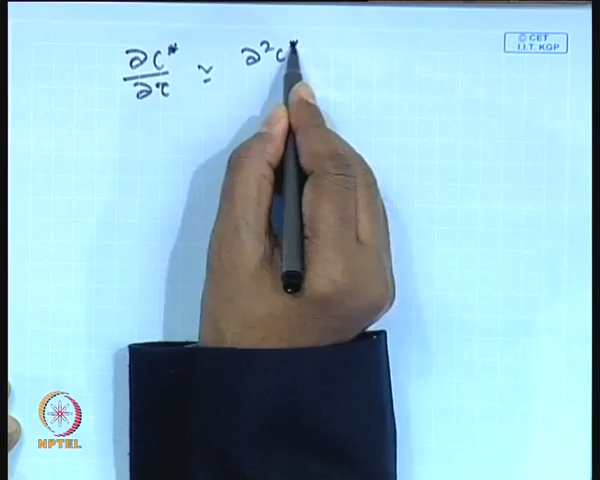 ∂C*/∂τ ≃ ∂²C*
© CET
I.I.T. KGP
NPTEL